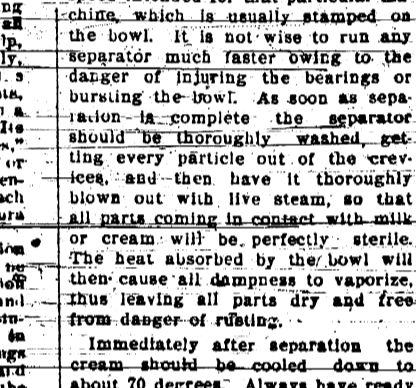 chine, which is usually stamped on
the bowl. It is not wise to run any
separator much faster owing to the
danger of injuring the bearings or
bursting the bowl. As soon as sepa-
ration is complete the separator
should be thoroughly washed, get-
ting every particle out of the crev-
ices, and then have it thoroughly
blown out with live steam, so that
all parts coming in contact with milk
or cream will be perfectly sterile.
The heat absorbed by the bowl will
then cause all dampness to vaporize,
thus leaving all parts dry and free
from danger of rusting.
Immediately after separation the
cream should be cooled down to
about 70 degrees. Always have ready